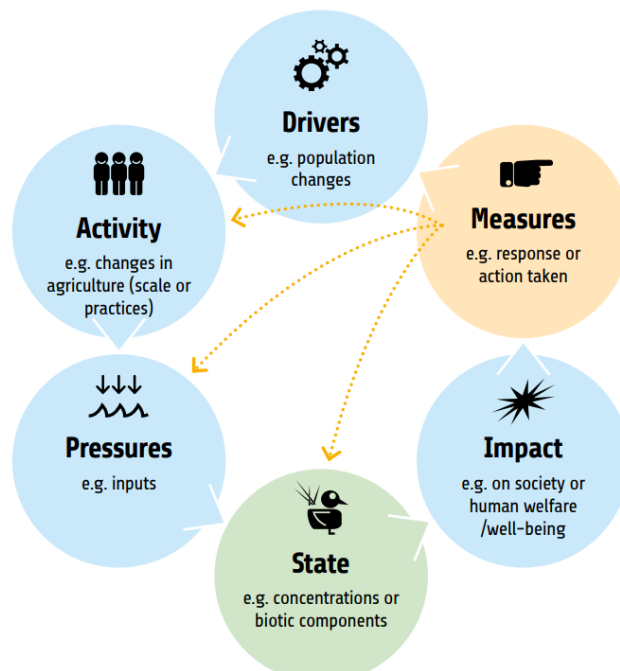 Drivers
e.g. population
changes
Activity
e.g. changes in
agriculture (scale or
practices)
Measures
e.g. response or
action taken
Pressures
e.g. inputs
Impact
e.g. on society or
human welfare
/well-being
State
e.g. concentrations or
biotic components